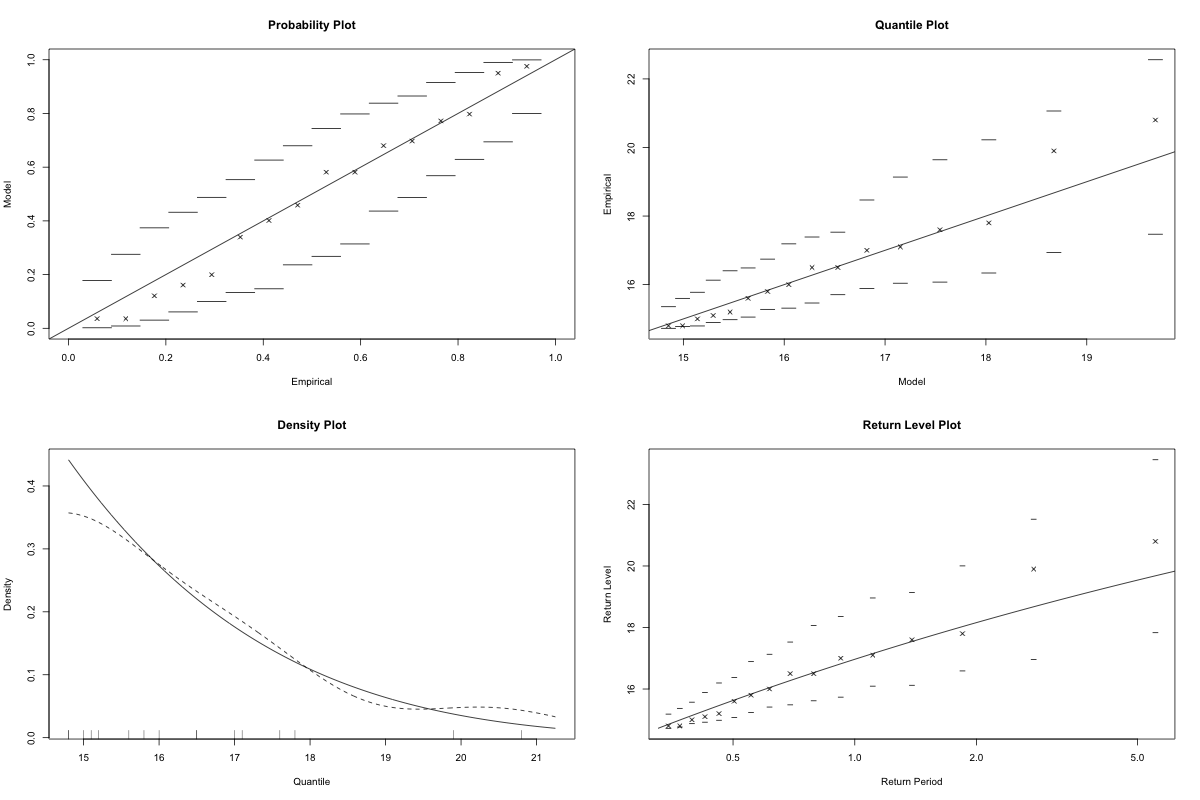 Probability Plot
1.0
0.8
0.6
0.4
0.2
0.0
Model
0.0 0.2 0.4 0.6 0.8 1.0
Empirical
Quantile Plot
22
20
18
16
Empirical
15 16 17 18 19
Model
Density Plot
0.4
0.3
0.2
0.1
0.0
Density
15 16 17 18 19 20 21
Quantile
Return Level Plot
22
20
18
16
Return Level
0.5 1.0 2.0 5.0
Return Period